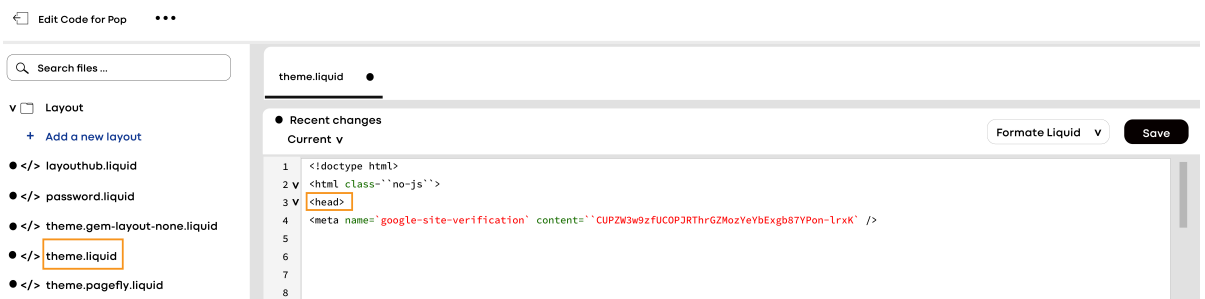 Edit Code for Pop
Search files ...
Layout
+ Add a new layout
</> layouthub.liquid
</> password.liquid
</> theme.gem-layout-none.liquid
</> theme.liquid
</> theme.pagefly.liquid
theme.liquid
Recent changes
Current v
Formate Liquid v
Save
1 <!doctype html>
2 v <html class=``no-js``>
3 v <head>
4 <meta name=`google-site-verification` content=``CUPZW3w9zfUCOPJRThrGZMozYeYbExgb87YPon-lrxK` />
5
6
7
8